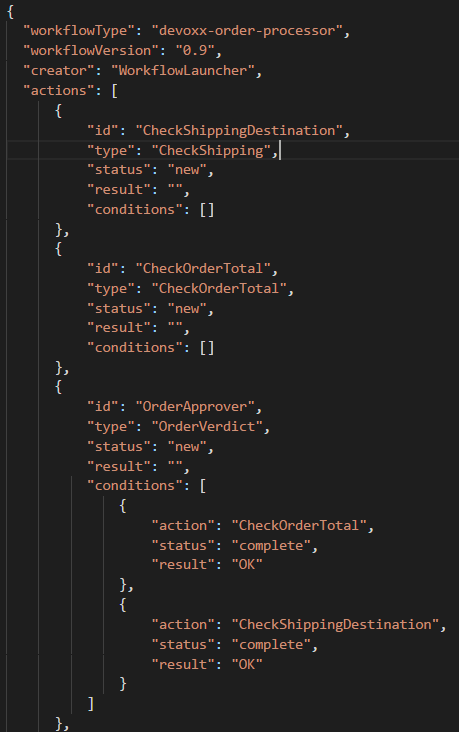 {
"workflowType": "devoxx-order-processor",
"workflowVersion": "0.9",
"creator": "WorkflowLauncher",
"actions": [
{
"id": "CheckShippingDestination",
"type": "CheckShipping",
"status": "new",
"result": "",
"conditions": []
},
{
"id": "CheckOrderTotal",
"type": "CheckOrderTotal",
"status": "new",
"result": "",
"conditions": []
},
{
"id": "OrderApprover",
"type": "OrderVerdict",
"status": "new",
"result": "",
"conditions": [
{
"action": "CheckOrderTotal",
"status": "complete",
"result": "OK"
},
{
"action": "CheckShippingDestination",
"status": "complete",
"result": "OK"
}
]
},